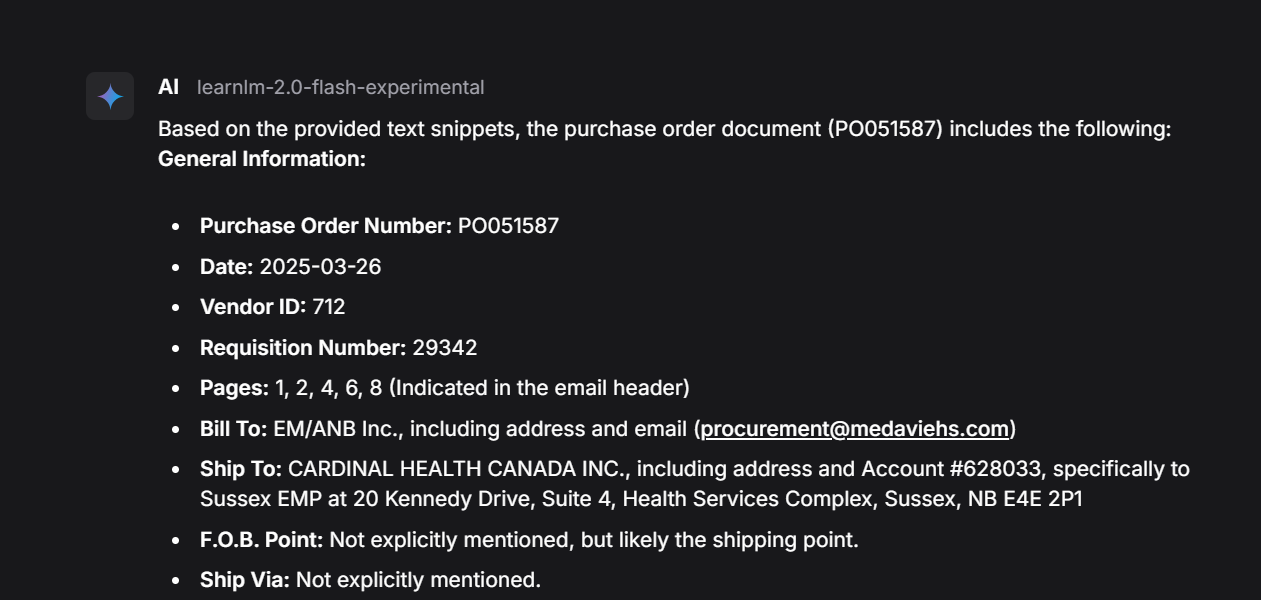 AI learnlm-2.0-flash-experimental
Based on the provided text snippets, the purchase order document (PO051587) includes the following:
General Information:
• Purchase Order Number: PO051587
• Date: 2025-03-26
• Vendor ID: 712
• Requisition Number: 29342
• Pages: 1, 2, 4, 6, 8 (Indicated in the email header)
• Bill To: EM/ANB Inc., including address and email (procurement@medaviehs.com)
• Ship To: CARDINAL HEALTH CANADA INC., including address and Account #628033, specifically to
Sussex EMP at 20 Kennedy Drive, Suite 4, Health Services Complex, Sussex, NB E4E 2P1
• F.O.B. Point: Not explicitly mentioned, but likely the shipping point.
• Ship Via: Not explicitly mentioned.